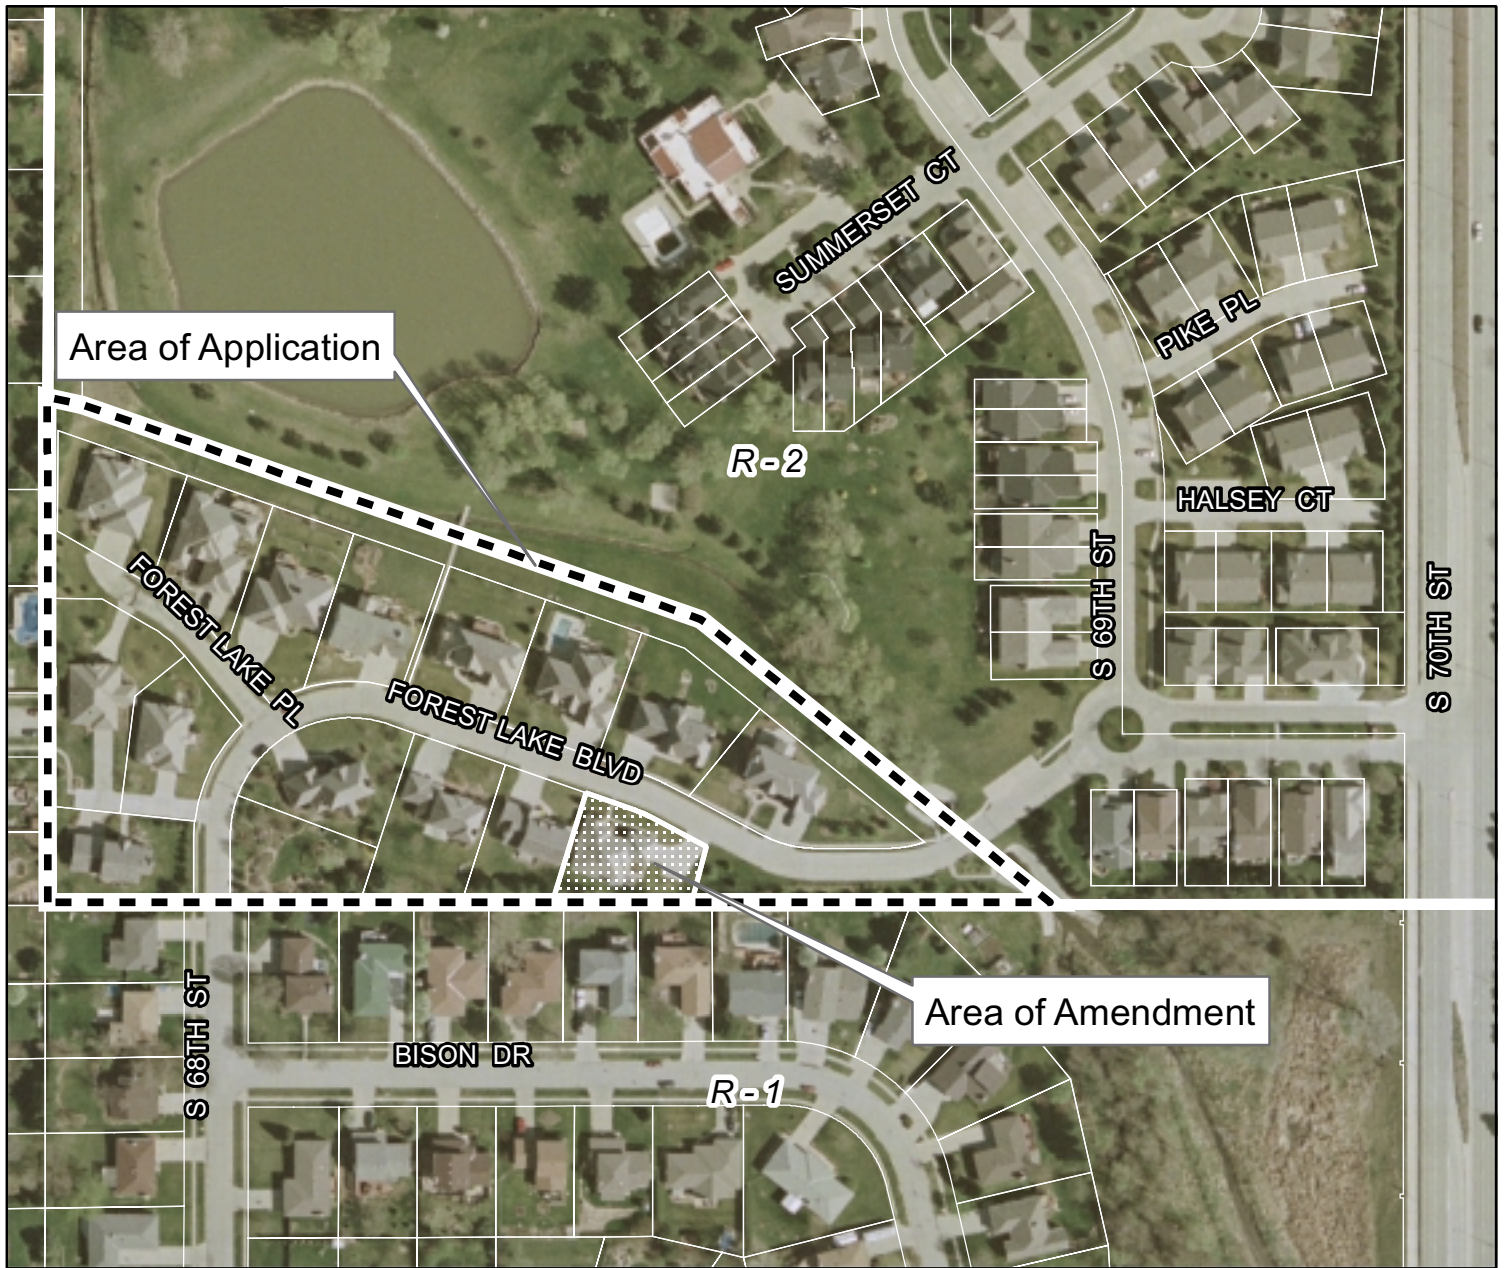 SUMMERSET CT
PIKE PL
Area of Application
R - 2
HALSEY CT
S 69TH ST
S 70TH ST
FOREST LAKE PL
FOREST LAKE BLVD
Area of Amendment
S 68TH ST
BISON DR
R - 1